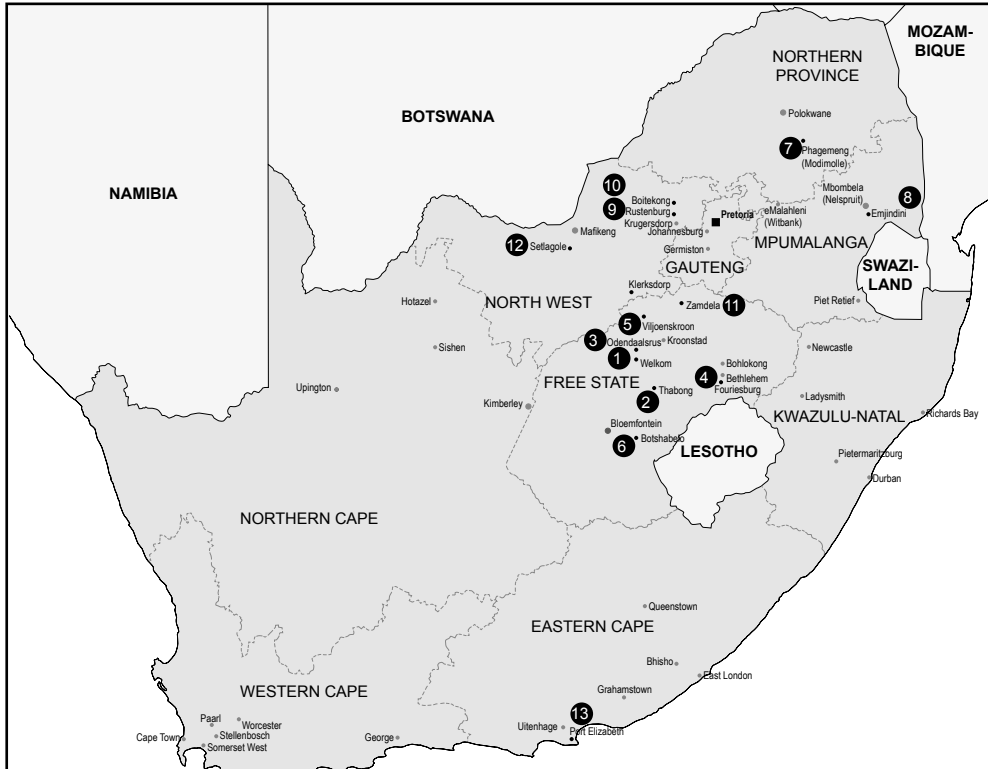 MOZAM-
BIQUE
NORTHERN
PROVINCE
BOTSWANA
Polokwane
7
Phagemeng
(Modimolle)
NAMIBIA
10
Mbombela
(Nelspruit)
8
9
Boitekong
Rustenburg
Krugersdorp
Pretoria
eMalahleni
(Witbank)
Emjindini
12
Setlagole
Mafikeng
Johannesburg
MPUMALANGA
Germiston
GAUTENG
SWAZI-
LAND
Klerksdorp
Hotazel
NORTH WEST
Zamdela
11
Piet Retief
5
Viljoenskroon
3
Odendaalsrus
Kroonstad
Sishen
Newcastle
1
Welkom
Bohlokong
FREE STATE
4
Bethlehem
Fouriesburg
Upington
Thabong
2
Ladysmith
Kimberley
KWAZULU-NATAL
Richards Bay
Bloemfontein
6
Botshabelo
LESOTHO
Pietermaritzburg
Durban
NORTHERN CAPE
Queenstown
EASTERN CAPE
Bhisho
East London
WESTERN CAPE
Grahamstown
13
Paarl
Worcester
Uitenhage
Port Elizabeth
Cape Town
Stellenbosch
George
Somerset West